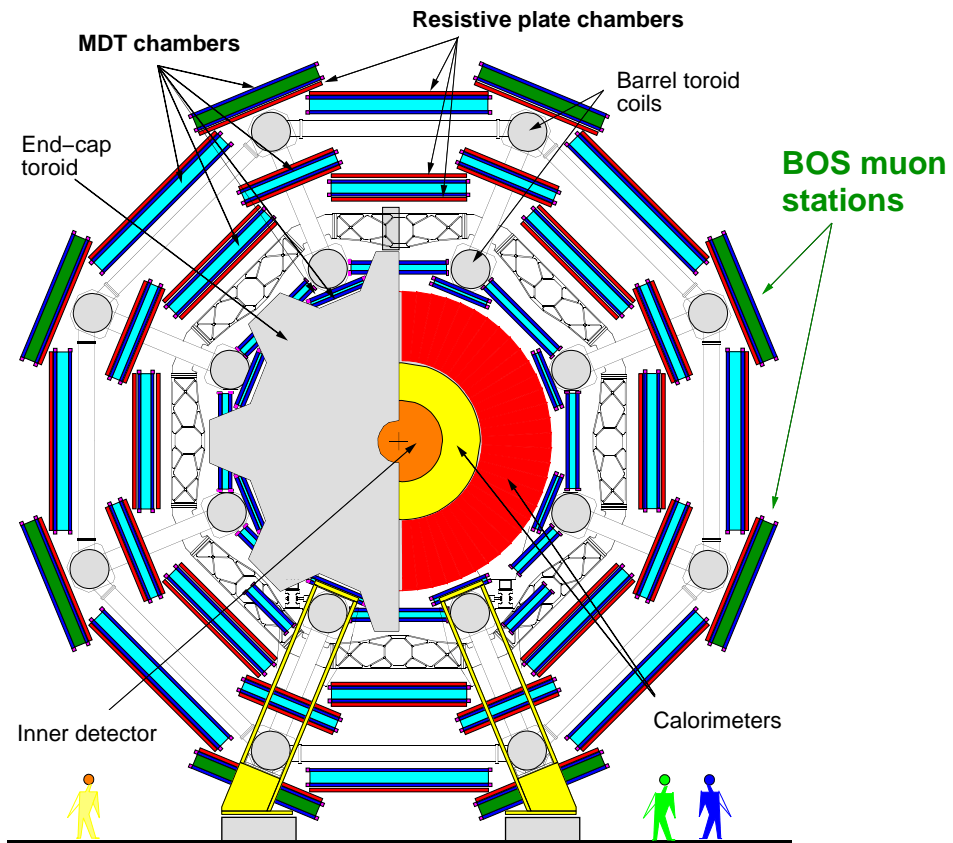 Resistive plate chambers
MDT chambers
Barrel toroid
coils
End−cap
toroid
BOS muon
stations
Inner detector
Calorimeters